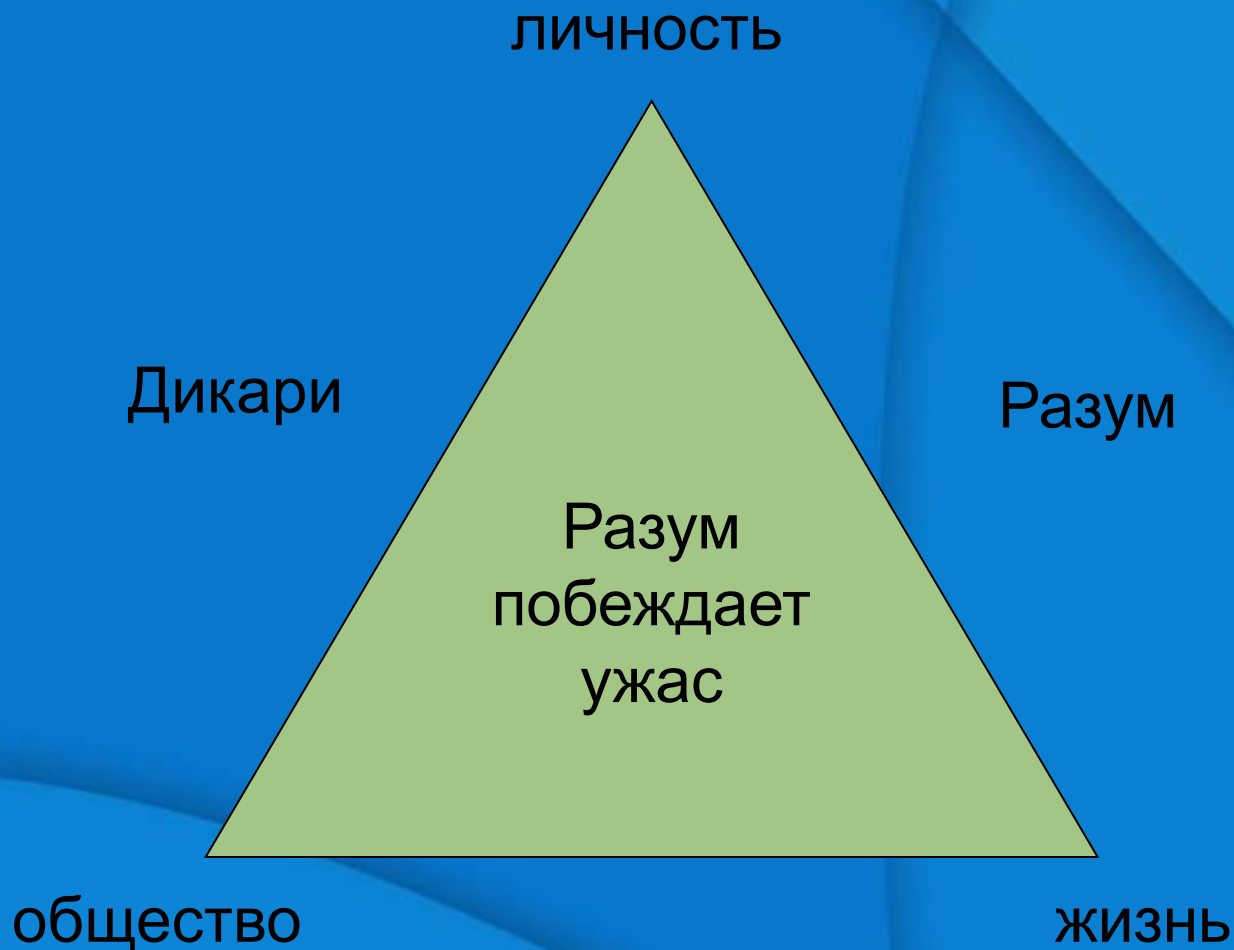 личность
Дикари
Разум
Разум
побеждает
ужас
общество
жизнь